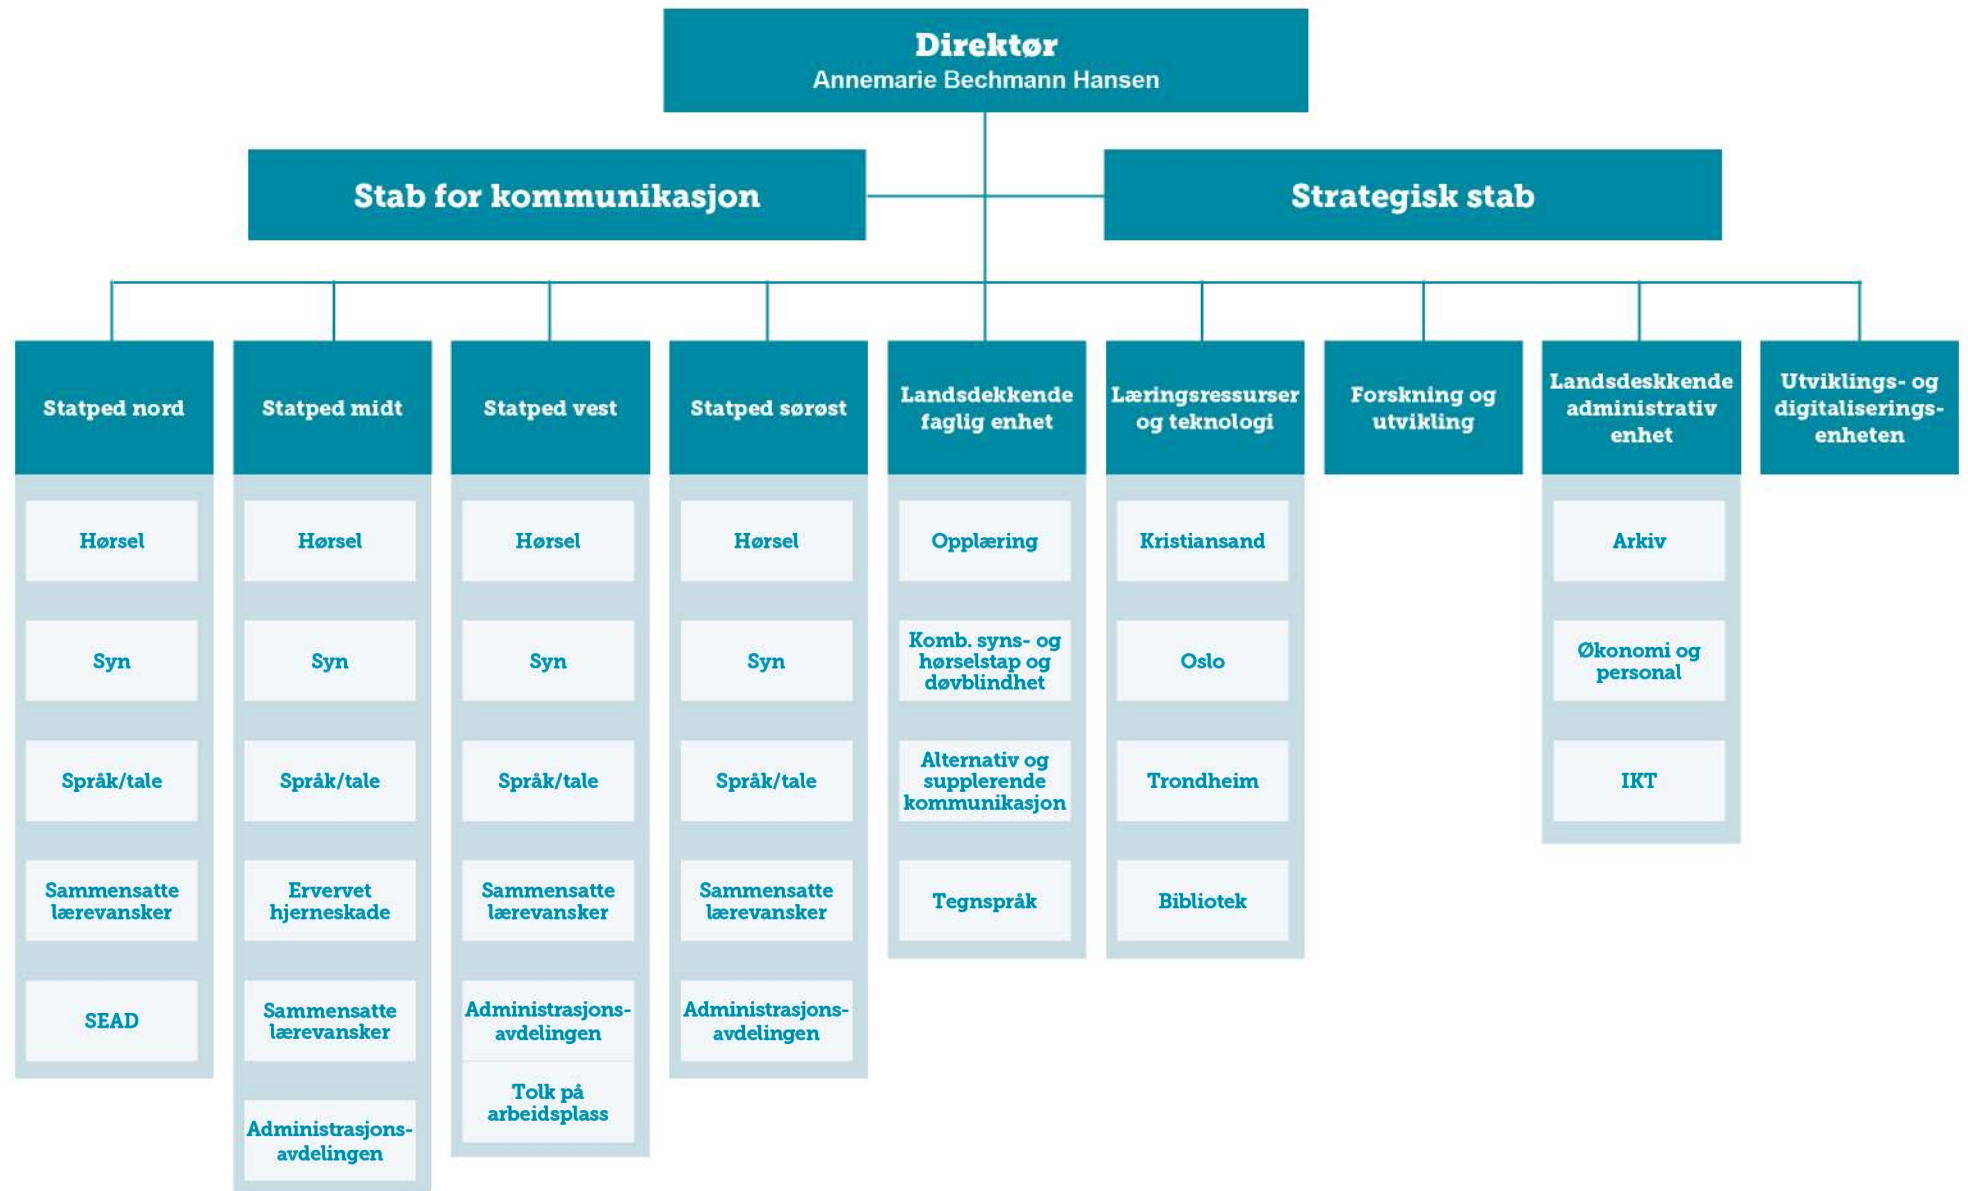 Direktør
Annemarie Bechmann Hansen
Stab for kommunikasjon
Strategisk stab
Statped nord
Hørsel
Syn
Språk/tale
Sammensatte
lærevansker
SEAD
Statped midt
Hørsel
Syn
Språk/tale
Ervervet
hjerneskade
Sammensatte
lærevansker
Administrasjons-
avdelingen
Statped vest
Hørsel
Syn
Språk/tale
Sammensatte
lærevansker
Administrasjons-
avdelingen
Tolk på
arbeidsplass
Statped sørøst
Hørsel
Syn
Språk/tale
Sammensatte
lærevansker
Administrasjons-
avdelingen
Landsdekkende
faglig enhet
Opplæring
Komb. syns- og
hørselstap og
døvblindhet
Alternativ og
supplerende
kommunikasjon
Tegnspråk
Læringsressurser
og teknologi
Kristiansand
Oslo
Trondheim
Bibliotek
Forskning og
utvikling
Landsdeskkende
administrativ
enhet
Arkiv
Økonomi og
personal
IKT
Utviklings- og
digitaliserings-
enheten